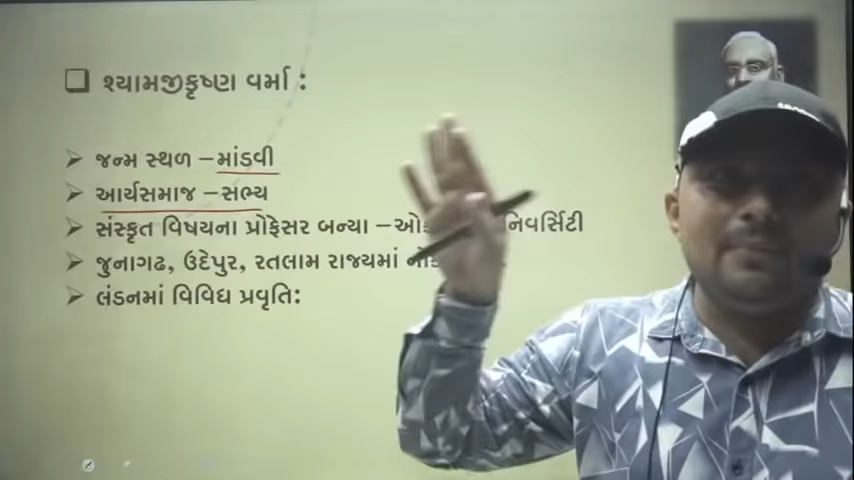 શ્યામજીકૃષ્ણ વર્મા :
જન્મ સ્થળ – માંડવી
આર્યસમાજ – સભ્ય
સંસ્કૃત વિષયના પ્રોફેસર બન્યા –
જુનાગઢ, ઉદેપુર, રતલામ રાજ્યમાં
લંડનમાં વિવિધ પ્રવૃતિ: